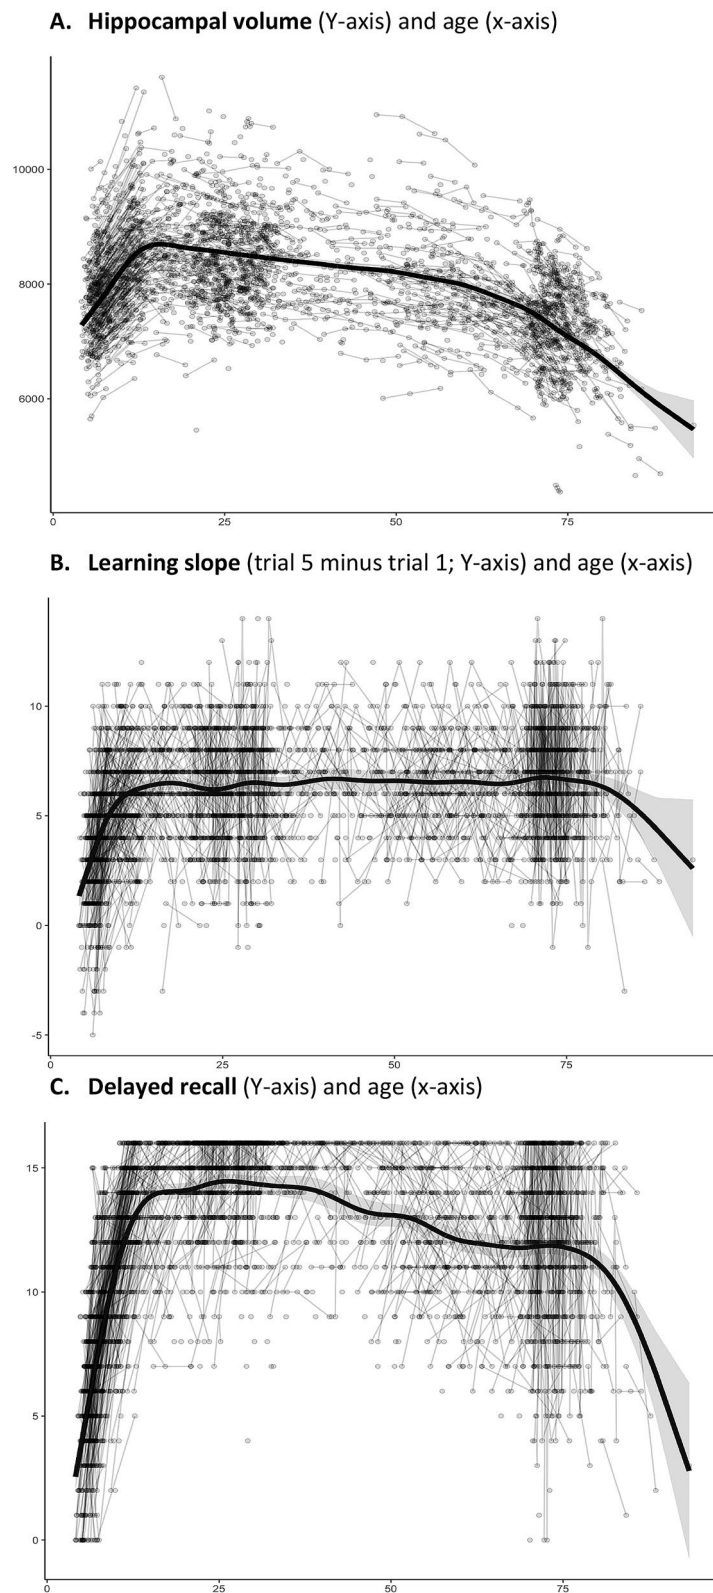 A. Hippocampal volume (Y-axis) and age (x-axis)
10000
8000
6000
0 25 50 75
B. Learning slope (trial 5 minus trial 1; Y-axis) and age (x-axis)
10
5
0
-5
0 25 50 75
C. Delayed recall (Y-axis) and age (x-axis)
15
10
5
0
0 25 50 75